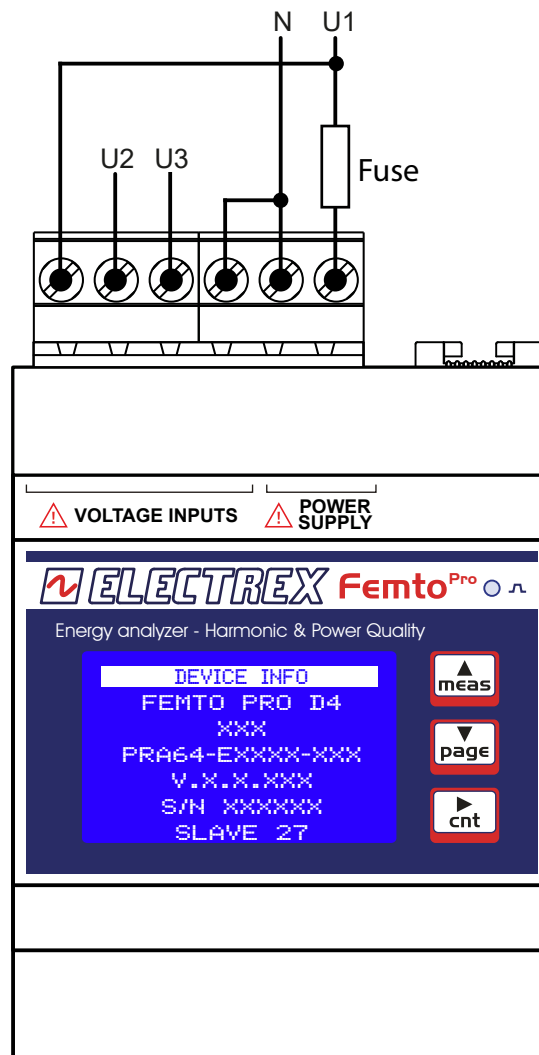 N U1
U2 U3
Fuse
VOLTAGE INPUTS
POWER
SUPPLY
ELECTREX Femto Pro
Energy analyzer - Harmonic & Power Quality
DEVICE INFO
FEMTO PRO D4
XXX
PRA64-EXXXX-XXX
V.X.X.XXX
S/N XXXXXX
SLAVE 27
meas
page
cnt